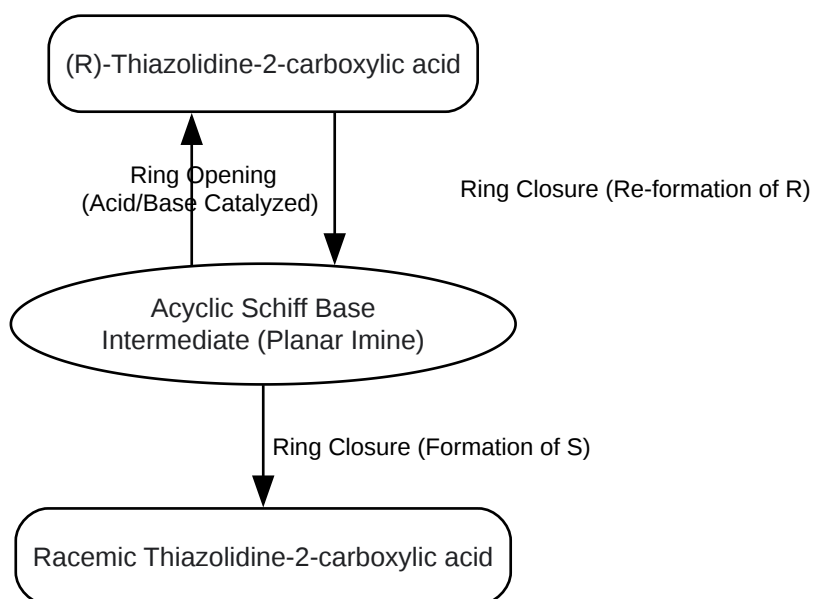 (R)-Thiazolidine-2-carboxylic acid
Ring Opening
(Acid/Base Catalyzed)
Ring Closure (Re-formation of R)
Acyclic Schiff Base
Intermediate (Planar Imine)
Ring Closure (Formation of S)
Racemic Thiazolidine-2-carboxylic acid